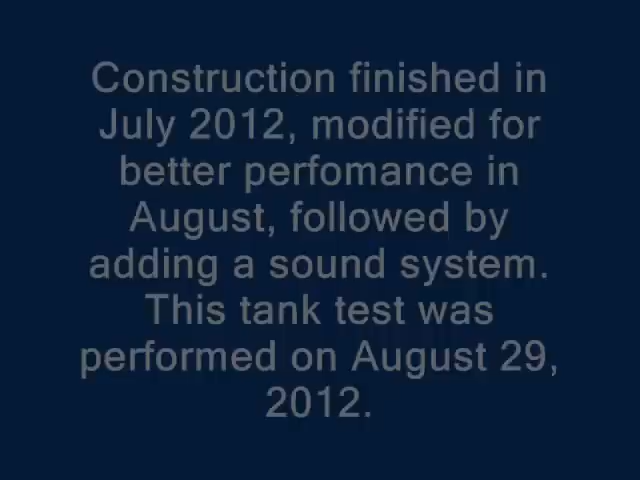 Construction finished in
July 2012, modified for
better perfomance in
August, followed by
adding a sound system.
This tank test was
performed on August 29,
2012.